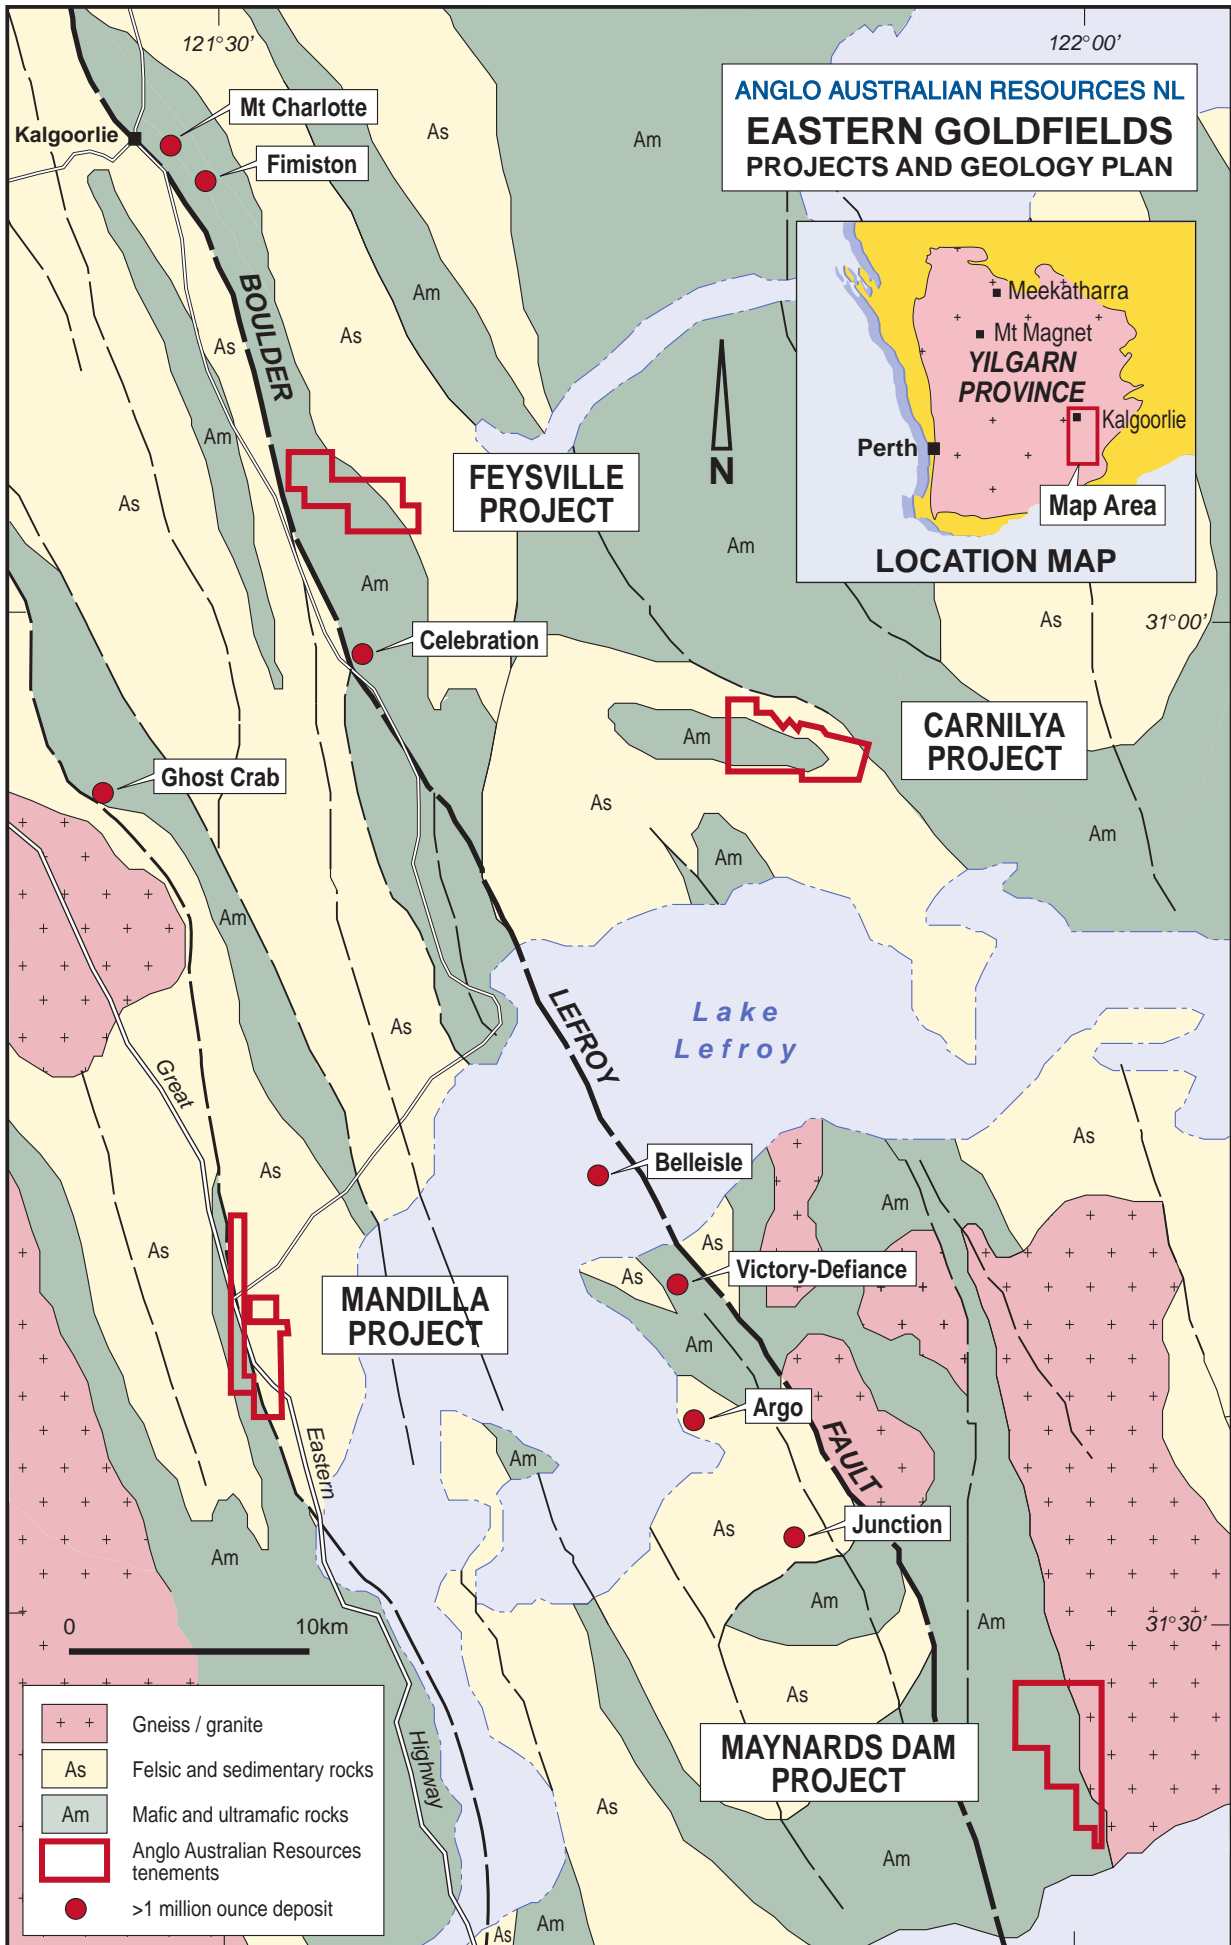 121°30'
122°00'
ANGLO AUSTRALIAN RESOURCES NL
EASTERN GOLDFIELDS
PROJECTS AND GEOLOGY PLAN
Mt Charlotte
Kalgoorlie
Fimiston
As
Am
Am
As
As
BOULDER
Am
As
Meekatharra
Mt Magnet
YILGARN
PROVINCE
Kalgoorlie
Perth
Map Area
LOCATION MAP
N
FEYSVILLE
PROJECT
Am
Am
As
31°00'
Celebration
CARNILYA
PROJECT
Am
Ghost Crab
As
Am
Am
Am
As
Lake
Lefroy
LEFROY
Great
As
As
Belleisle
As
Am
As
As
Victory-Defiance
MANDILLA
PROJECT
Am
Argo
FAULT
Eastern
Am
As
Junction
Am
Am
Am
31°30'
0
10km
As
MAYNARDS DAM
PROJECT
Highway
As
Am
Am
As
Gneiss / granite
As
Felsic and sedimentary rocks
Am
Mafic and ultramafic rocks
Anglo Australian Resources
tenements
>1 million ounce deposit